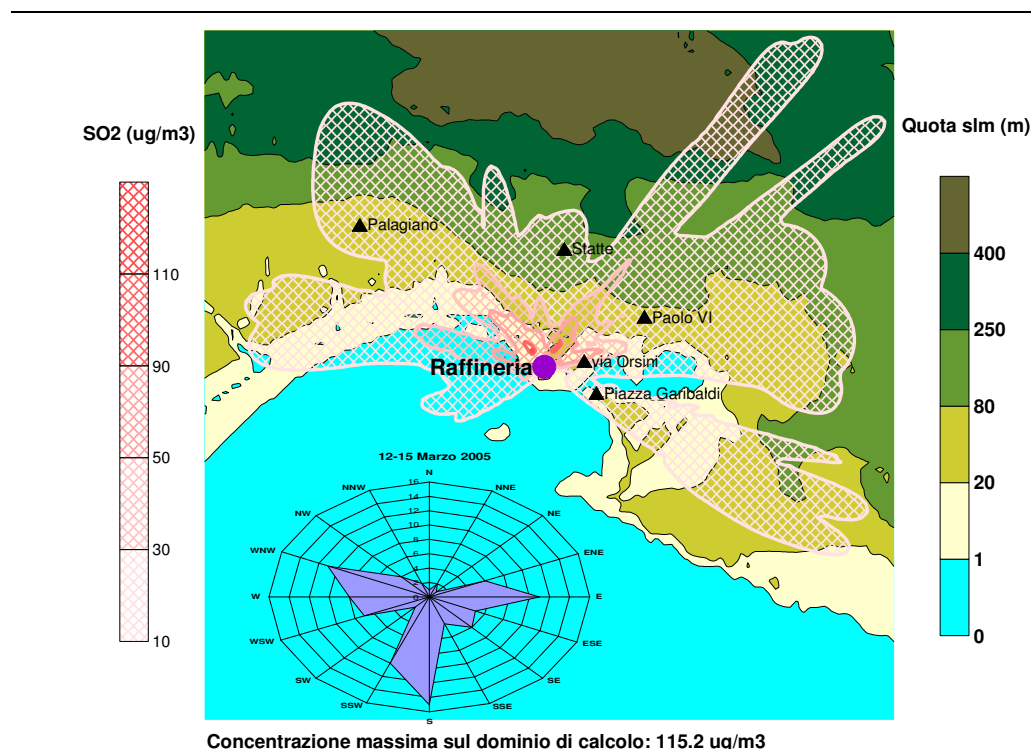 SO2 (ug/m3)
110
90
70
50
30
10
Quota slm (m)
400
250
80
20
1
0
Palagiano
Statte
Paolo VI
via Orsini
Raffineria
Piazza Garibaldi
12-15 Marzo 2005
N
NNE
NE
ENE
E
ESE
SE
SSE
S
SSW
SW
WSW
W
WNW
NW
NNW
16
14
12
10
8
6
4
2
0
Concentrazione massima sul dominio di calcolo: 115.2 ug/m3